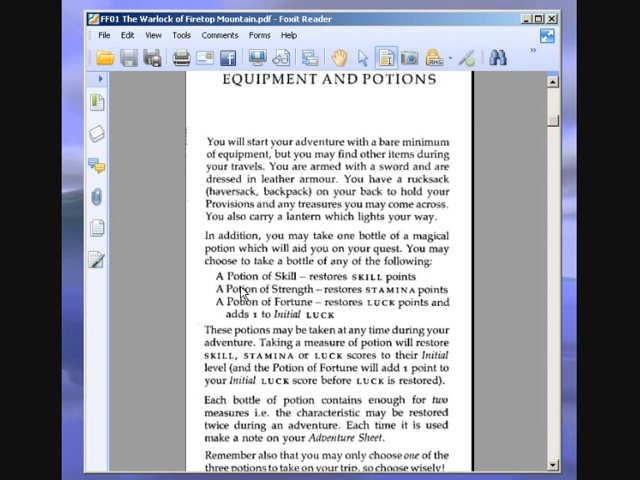 FF01 The Warlock of Firetop Mountain.pdf - Foxit Reader
File Edit View Tools Comments Forms Help
EQUIPMENT AND POTIONS
You will start your adventure with a bare minimum
of equipment, but you may find other items during
your travels. You are armed with a sword and are
dressed in leather armour. You have a rucksack
(haversack, backpack) on your back to hold your
Provisions and any treasures you may come across.
You also carry a lantern which lights your way.
In addition, you may take one bottle of a magical
potion which will aid you on your quest. You may
choose to take a bottle of any of the following:
A Potion of Skill – restores SKILL points
A Potion of Strength – restores STAMINA points
A Potion of Fortune – restores LUCK points and
adds 1 to Initial LUCK
These potions may be taken at any time during your
adventure. Taking a measure of potion will restore
SKILL, STAMINA or LUCK scores to their Initial
level (and the Potion of Fortune will add 1 point to
your Initial LUCK score before LUCK is restored).
Each bottle of potion contains enough for two
measures i.e. the characteristic may be restored
twice during an adventure. Each time it is used
make a note on your Adventure Sheet.
Remember also that you may only choose one of the
three potions to take on your trip, so choose wisely!